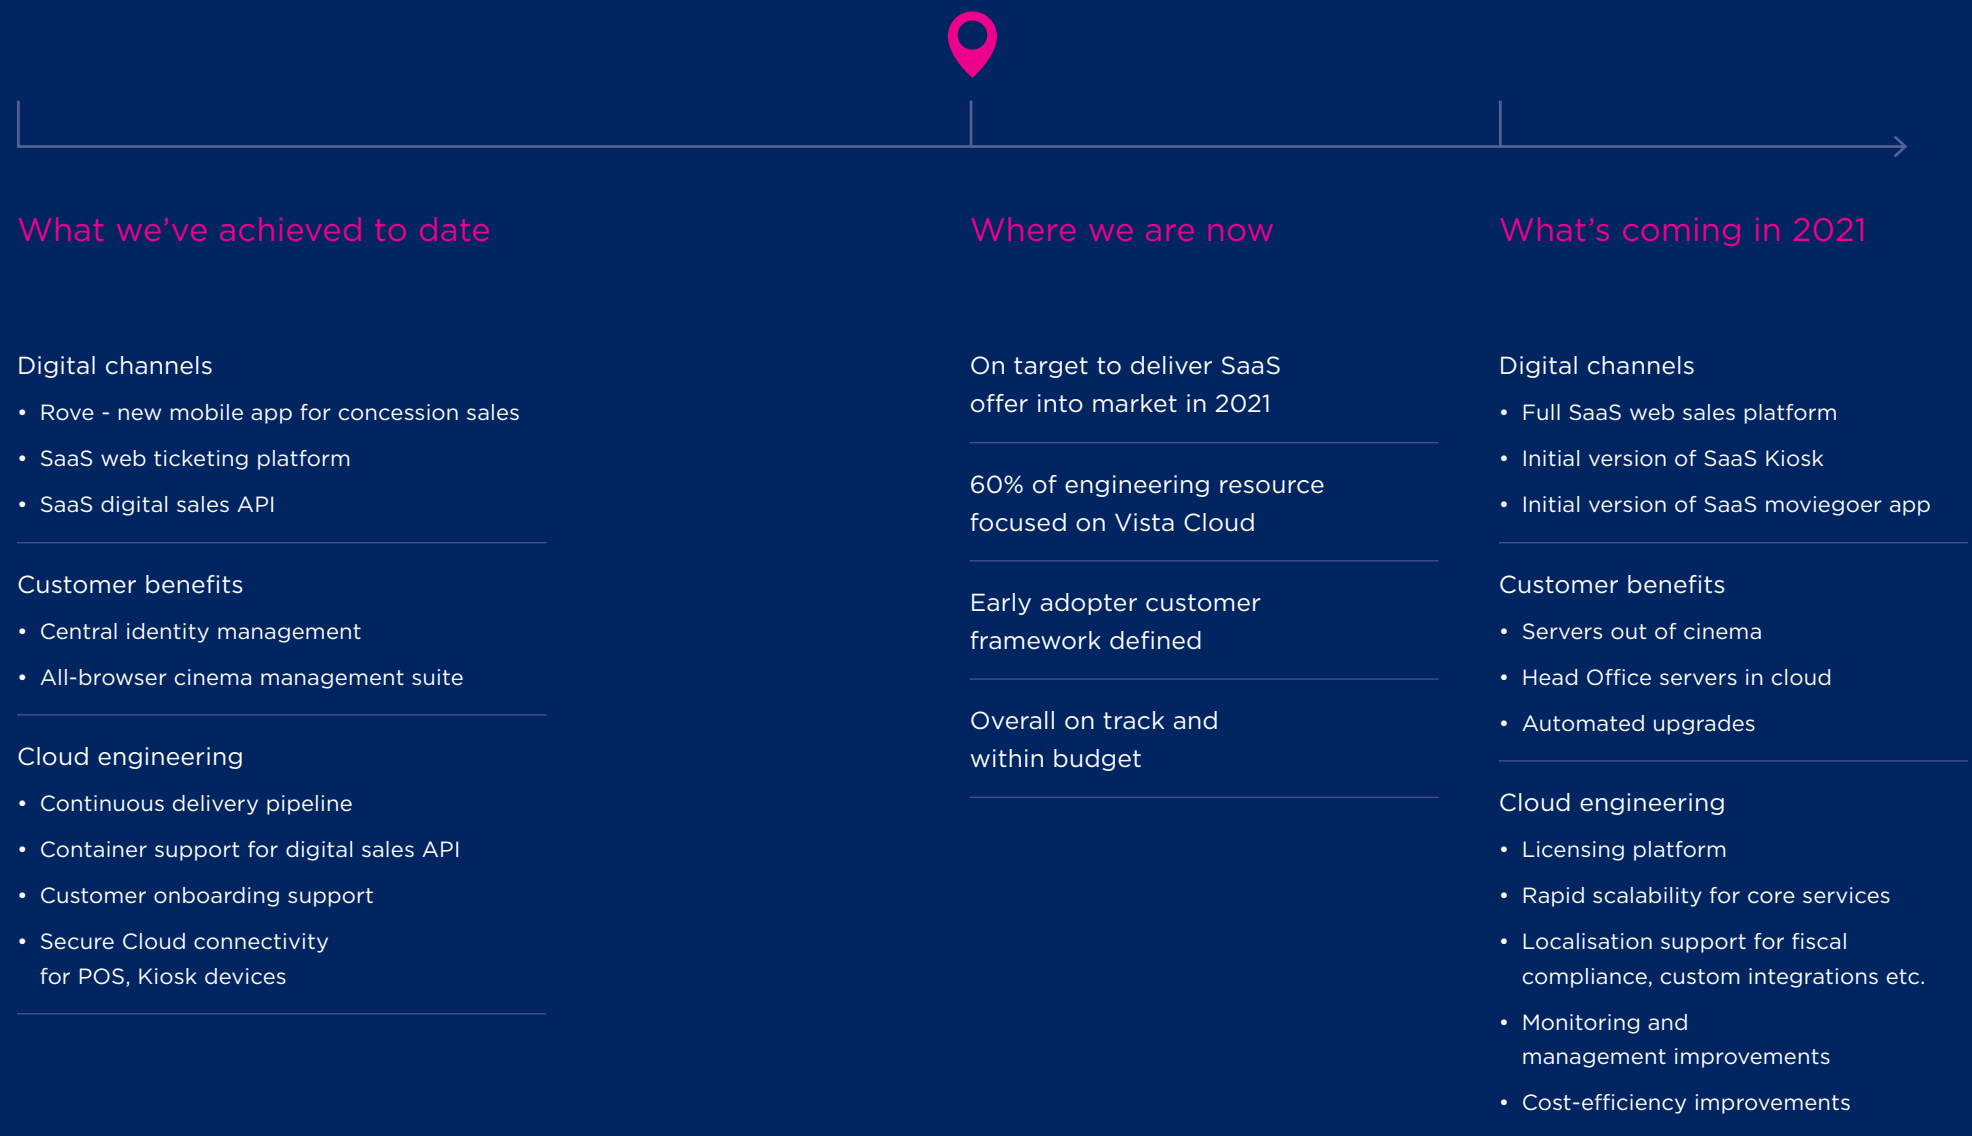 What we’ve achieved to date
Digital channels
• Rove - new mobile app for concession sales
• SaaS web ticketing platform
• SaaS digital sales API
Customer benefits
• Central identity management
• All-browser cinema management suite
Cloud engineering
• Continuous delivery pipeline
• Container support for digital sales API
• Customer onboarding support
• Secure Cloud connectivity
for POS, Kiosk devices
Where we are now
On target to deliver SaaS
offer into market in 2021
60% of engineering resource
focused on Vista Cloud
Early adopter customer
framework defined
Overall on track and
within budget
What’s coming in 2021
Digital channels
• Full SaaS web sales platform
• Initial version of SaaS Kiosk
• Initial version of SaaS moviegoer app
Customer benefits
• Servers out of cinema
• Head Office servers in cloud
• Automated upgrades
Cloud engineering
• Licensing platform
• Rapid scalability for core services
• Localisation support for fiscal
compliance, custom integrations etc.
• Monitoring and
management improvements
• Cost-efficiency improvements